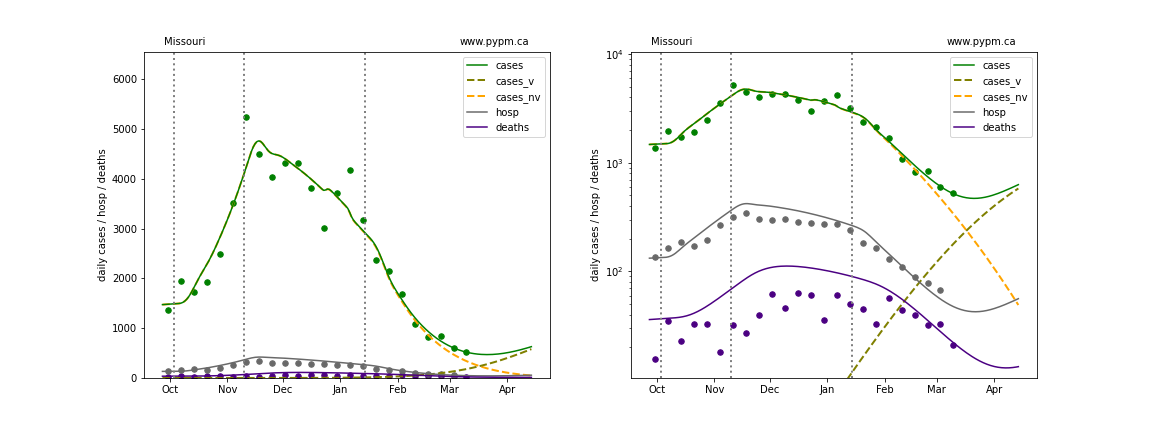 Missouri
www.pypm.ca
daily cases / hosp / deaths
6000
5000
4000
3000
2000
1000
0
Oct
Nov
Dec
Jan
Feb
Mar
Apr
cases
cases_v
cases_nv
hosp
deaths
Missouri
www.pypm.ca
daily cases / hosp / deaths
10⁴
10³
10²
Oct
Nov
Dec
Jan
Feb
Mar
Apr
cases
cases_v
cases_nv
hosp
deaths